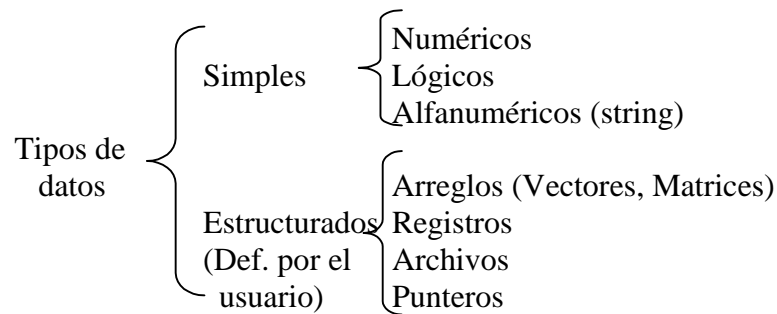 Tipos de
datos
Simples
Numéricos
Lógicos
Alfanuméricos (string)
Estructurados
(Def. por el
usuario)
Arreglos (Vectores, Matrices)
Registros
Archivos
Punteros